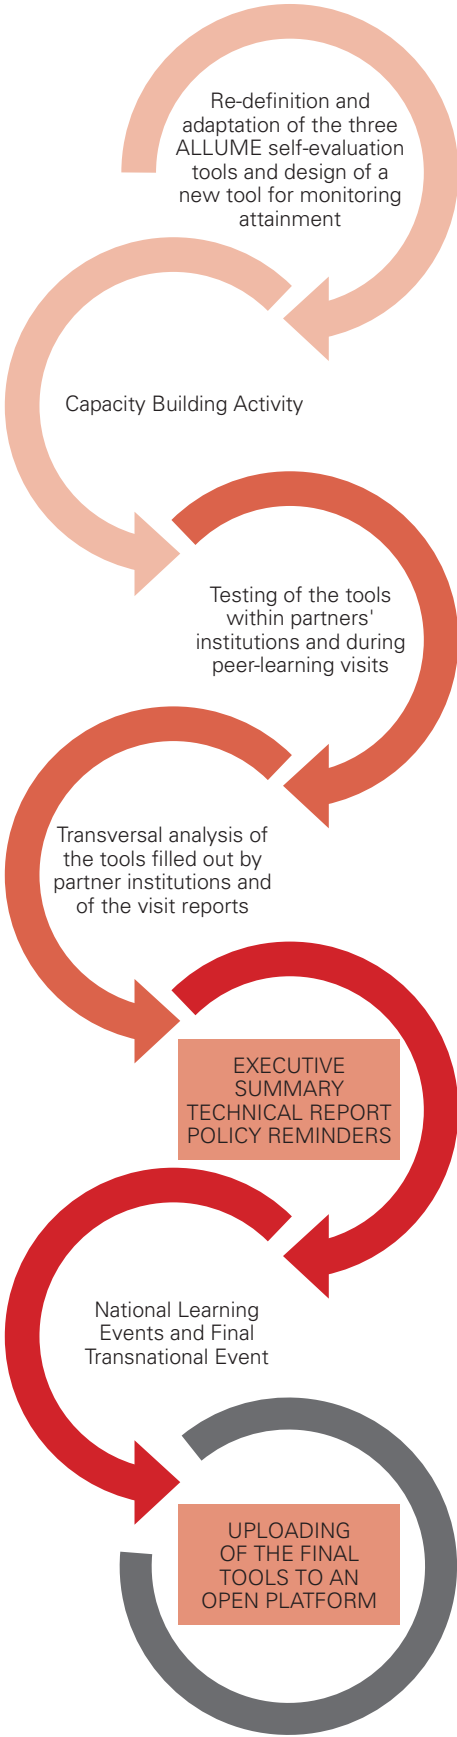 Re-definition and
adaptation of the three
ALLUME self-evaluation
tools and design of a
new tool for monitoring
attainment
Capacity Building Activity
Testing of the tools
within partners'
institutions and during
peer-learning visits
Transversal analysis of
the tools filled out by
partner institutions and
of the visit reports
EXECUTIVE
SUMMARY
TECHNICAL REPORT
POLICY REMINDERS
National Learning
Events and Final
Transnational Event
UPLOADING
OF THE FINAL
TOOLS TO AN
OPEN PLATFORM